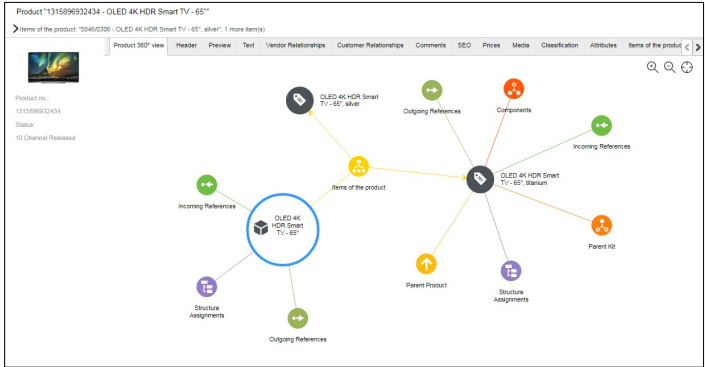 Product "1315896932434 - OLED 4K HDR Smart TV - 65""
Items of the product: "5846/0306 - OLED 4K HDR Smart TV - 65", silver", 1 more item(s)
Product 360° view Header Preview Text Vendor Relationships Customer Relationships Comments SEO Prices Media Classification Attributes Items of the produc
Product no.:
1315896932434
Status:
10 Channel Released
OLED 4K HDR Smart
TV - 65", silver
Outgoing References
Components
Incoming References
Items of the product
OLED 4K HDR Smart
TV - 65", titanium
Incoming References
OLED 4K
HDR Smart
TV - 65"
Parent Kit
Parent Product
Structure
Assignments
Structure
Assignments
Outgoing References